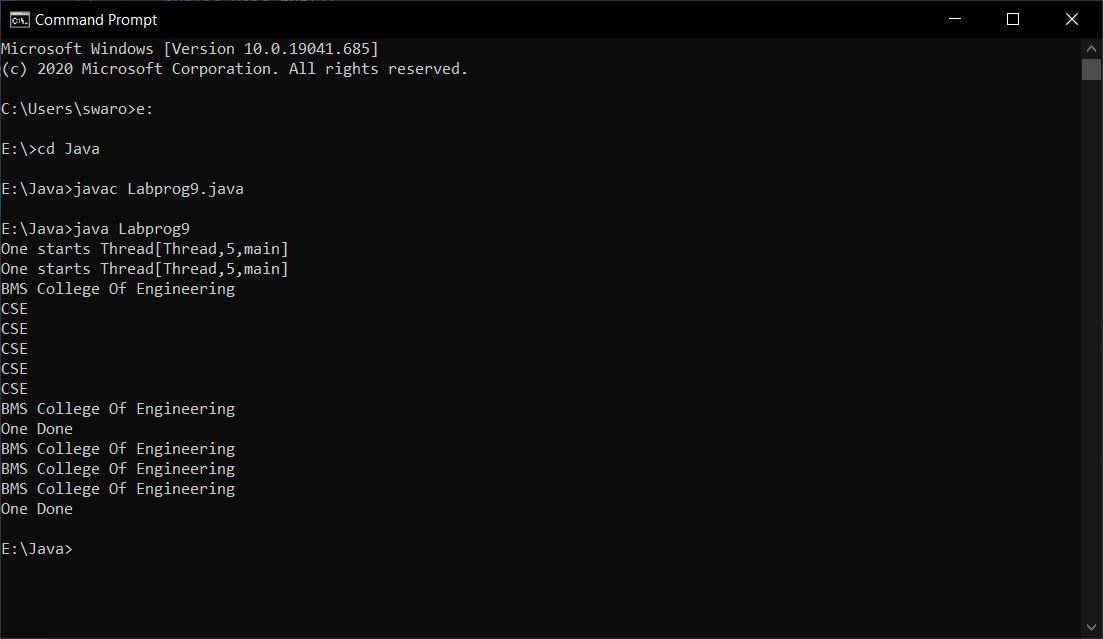 Command Prompt
Microsoft Windows [Version 10.0.19041.685]
(c) 2020 Microsoft Corporation. All rights reserved.
C:\Users\swaro>e:
E:\>cd Java
E:\Java>javac Labprog9.java
E:\Java>java Labprog9
One starts Thread[Thread,5,main]
One starts Thread[Thread,5,main]
BMS College Of Engineering
CSE
CSE
CSE
CSE
CSE
BMS College Of Engineering
One Done
BMS College Of Engineering
BMS College Of Engineering
BMS College Of Engineering
One Done
E:\Java>